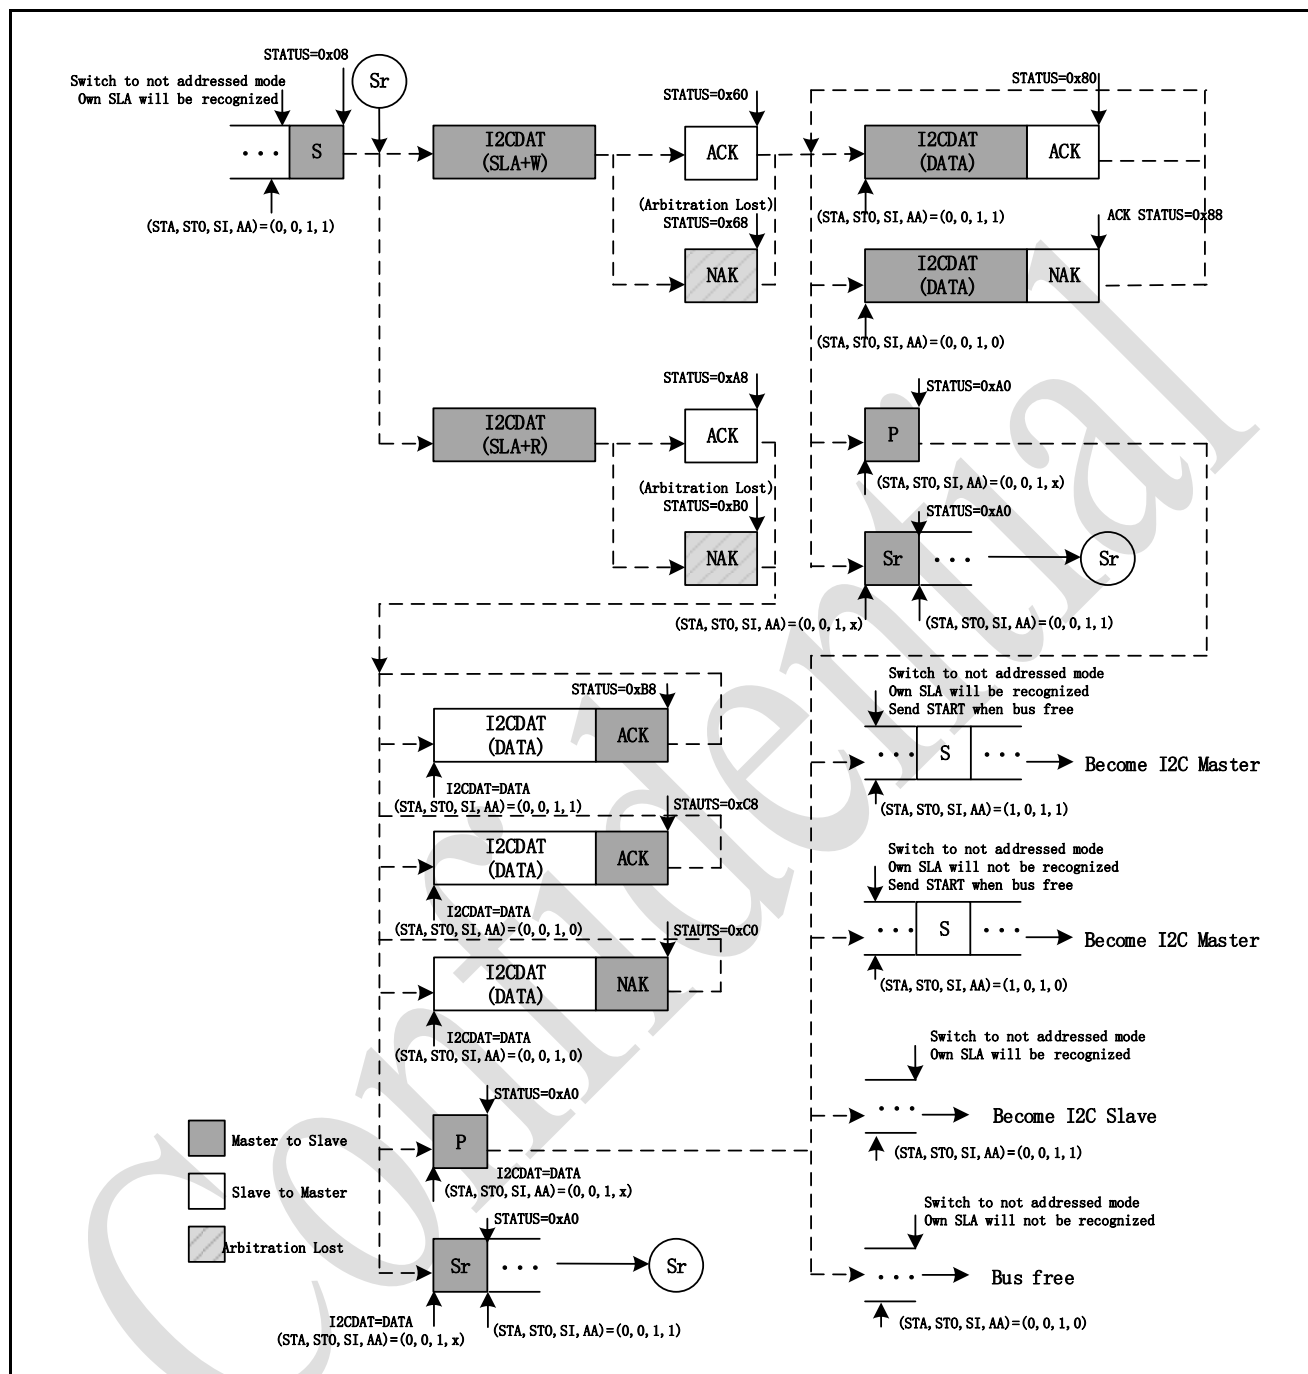 STATUS=0x08
Switch to not addressed mode
Own SLA will be recognized
Sr
... S
(STA, STO, SI, AA)=(0, 0, 1, 1)
I2CDAT
(SLA+W)
STATUS=0x60
ACK
(Arbitration Lost)
STATUS=0x68
NAK
STATUS=0x80
I2CDAT
(DATA)
ACK
(STA, STO, SI, AA)=(0, 0, 1, 1)
ACK STATUS=0x88
I2CDAT
(DATA)
NAK
(STA, STO, SI, AA)=(0, 0, 1, 0)
I2CDAT
(SLA+R)
STATUS=0xA8
ACK
(Arbitration Lost)
STATUS=0xB0
NAK
STATUS=0xA0
P
(STA, STO, SI, AA)=(0, 0, 1, x)
STATUS=0xA0
Sr ... Sr
(STA, STO, SI, AA)=(0, 0, 1, x)
(STA, STO, SI, AA)=(0, 0, 1, 1)
STATUS=0xB8
I2CDAT
(DATA)
ACK
I2CDAT=DATA
(STA, STO, SI, AA)=(0, 0, 1, 1)
STAUTS=0xC8
I2CDAT
(DATA)
ACK
I2CDAT=DATA
(STA, STO, SI, AA)=(0, 0, 1, 0)
STAUTS=0xC0
I2CDAT
(DATA)
NAK
I2CDAT=DATA
(STA, STO, SI, AA)=(0, 0, 1, 0)
STATUS=0xA0
P
I2CDAT=DATA
(STA, STO, SI, AA)=(0, 0, 1, x)
STATUS=0xA0
Sr ... Sr
I2CDAT=DATA
(STA, STO, SI, AA)=(0, 0, 1, x)
(STA, STO, SI, AA)=(0, 0, 1, 1)
Switch to not addressed mode
Own SLA will be recognized
Send START when bus free
... S ... Become I2C Master
(STA, STO, SI, AA)=(1, 0, 1, 1)
Switch to not addressed mode
Own SLA will not be recognized
Send START when bus free
... S ... Become I2C Master
(STA, STO, SI, AA)=(1, 0, 1, 0)
Switch to not addressed mode
Own SLA will be recognized
... Become I2C Slave
(STA, STO, SI, AA)=(0, 0, 1, 1)
Switch to not addressed mode
Own SLA will not be recognized
... Bus free
(STA, STO, SI, AA)=(0, 0, 1, 0)
Master to Slave
Slave to Master
Arbitration Lost
Confidential